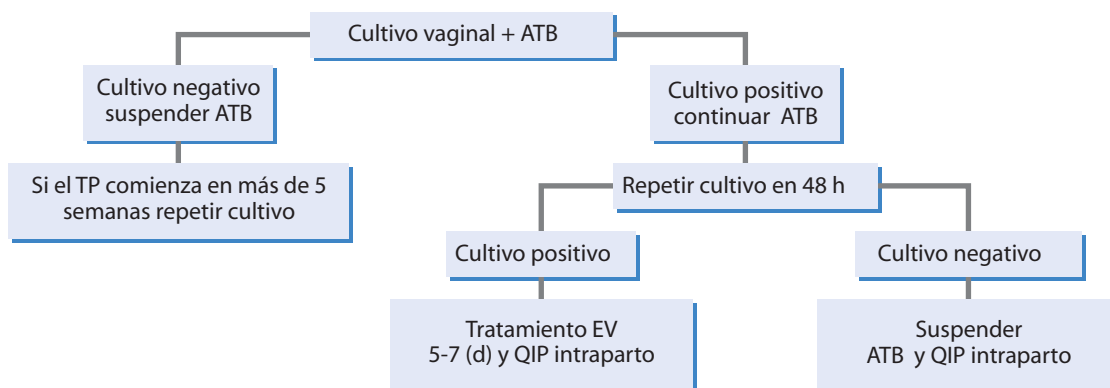 Cultivo vaginal + ATB
Cultivo negativo
suspender ATB
Cultivo positivo
continuar ATB
Si el TP comienza en más de 5
semanas repetir cultivo
Repetir cultivo en 48 h
Cultivo positivo
Cultivo negativo
Tratamiento EV
5-7 (d) y QIP intraparto
Suspender
ATB y QIP intraparto